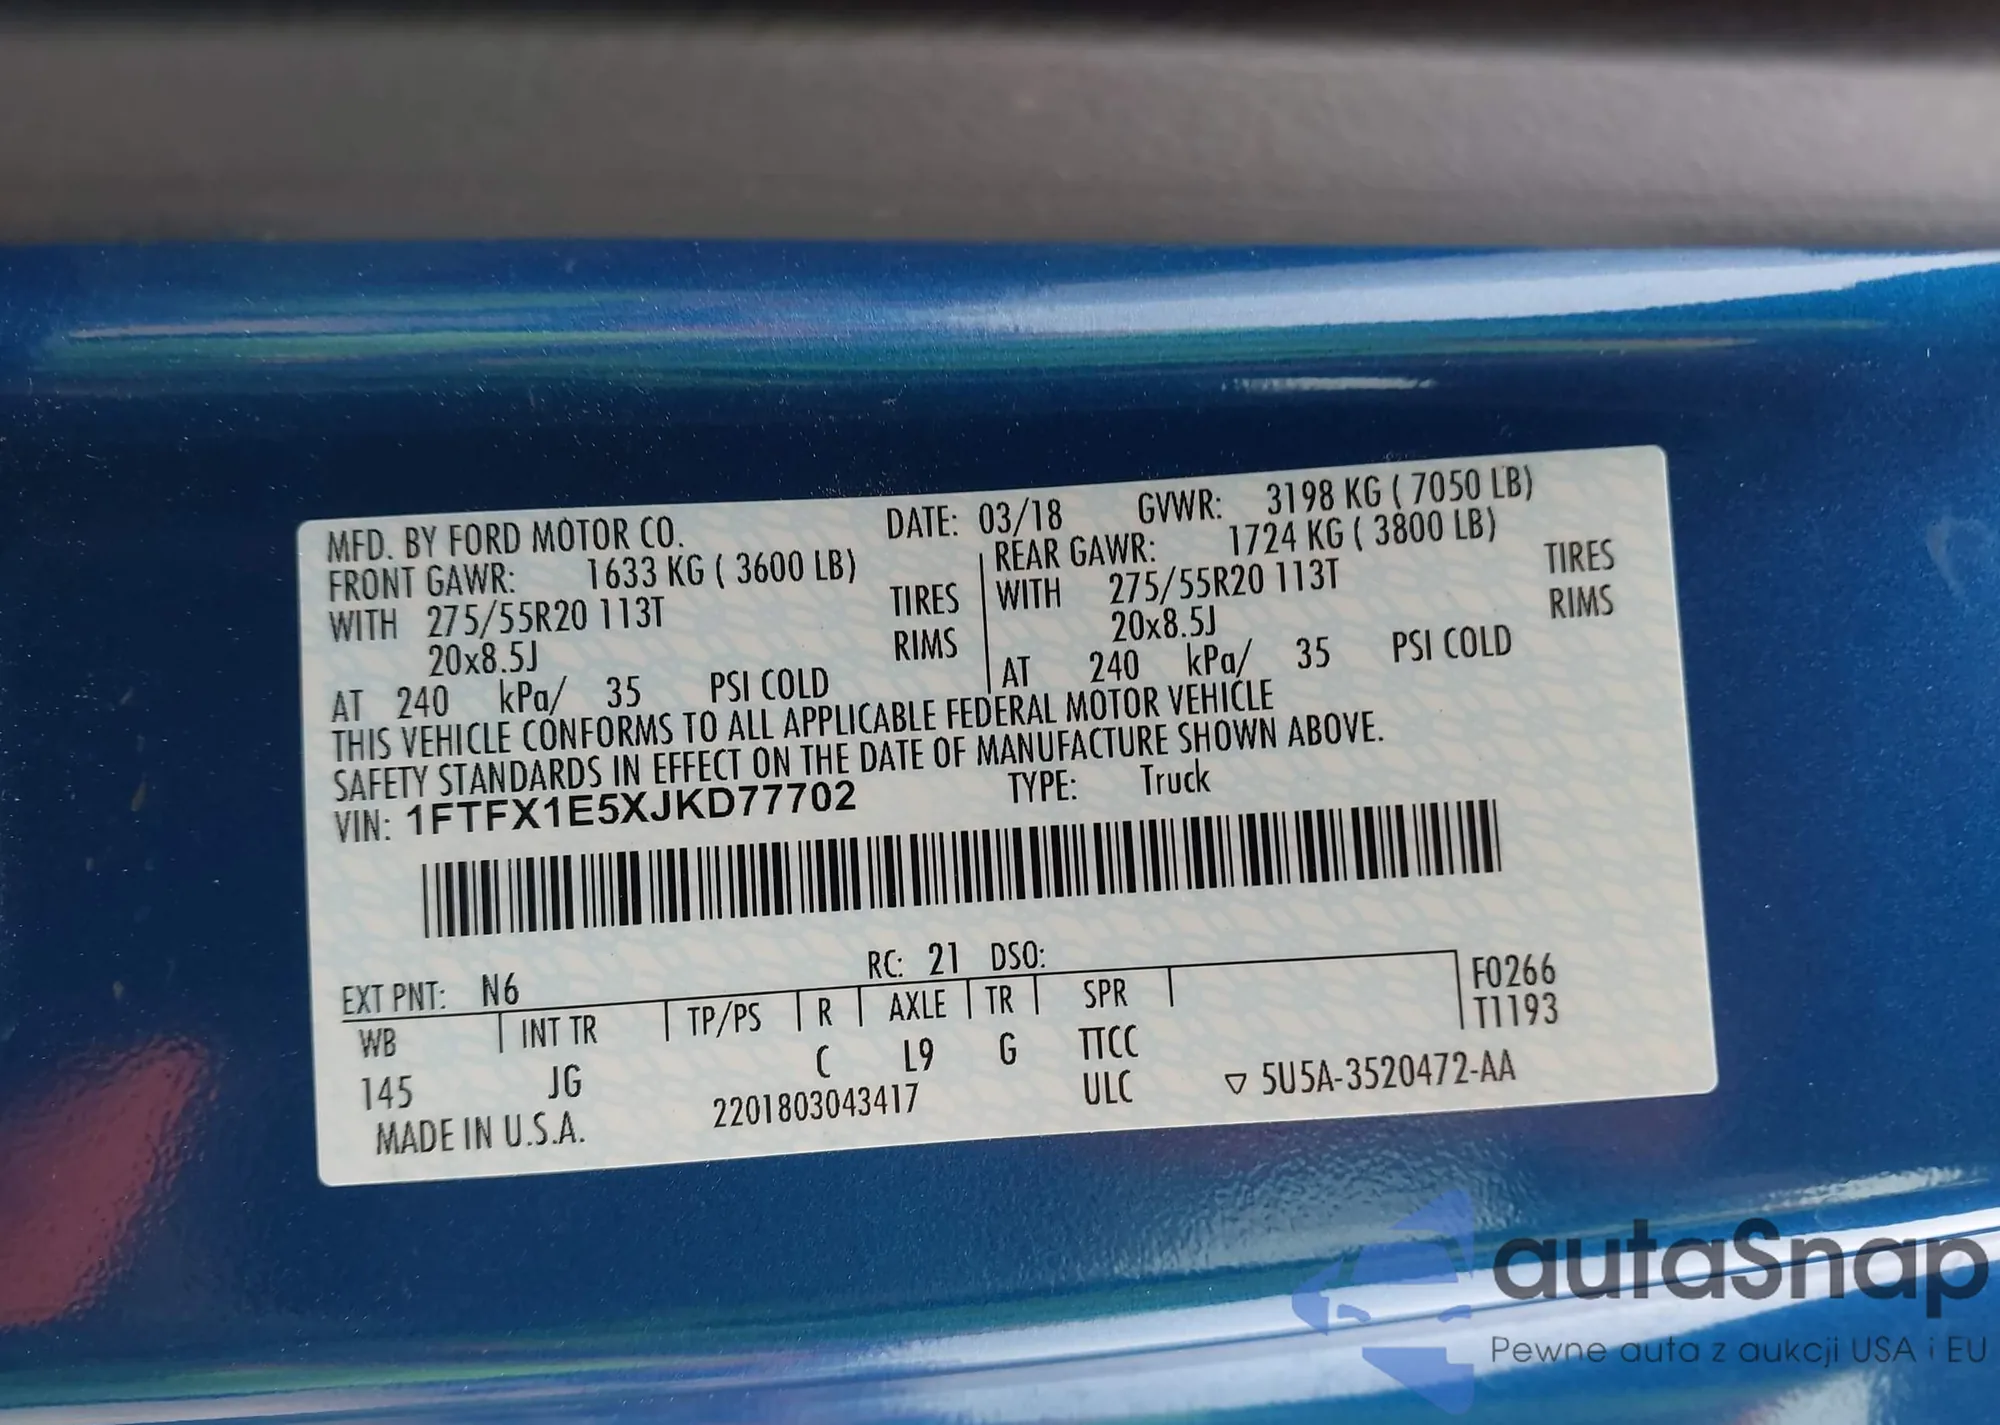 MFD. BY FORD MOTOR CO. DATE: 03/18 GVWR: 3198 KG ( 7050 LB)
FRONT GAWR: 1633 KG ( 3600 LB) REAR GAWR: 1724 KG ( 3800 LB)
WITH 275/55R20 113T TIRES WITH 275/55R20 113T TIRES
20x8.5J RIMS 20x8.5J RIMS
AT 240 kPa/ 35 PSI COLD AT 240 kPa/ 35 PSI COLD
THIS VEHICLE CONFORMS TO ALL APPLICABLE FEDERAL MOTOR VEHICLE
SAFETY STANDARDS IN EFFECT ON THE DATE OF MANUFACTURE SHOWN ABOVE.
VIN: 1FTFX1E5XJKD77702 TYPE: Truck
EXT PNT: N6 RC: 21 DSO: F0266
WB INT TR TP/PS R AXLE TR SPR T1193
145 JG C L9 G TTCC
MADE IN U.S.A. 2201803043417 ULC 5U5A-3520472-AA
autaSnap
Pewne auta z aukcji USA i EU